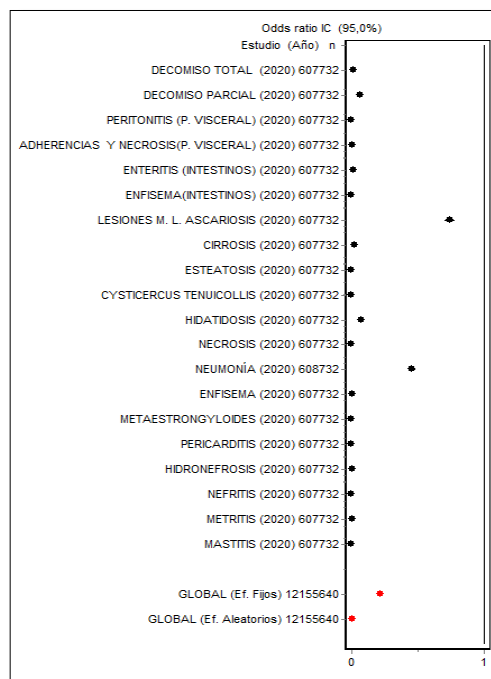 Odds ratio IC (95,0%)
Estudio (Año) n
DECOMISO TOTAL (2020) 607732
DECOMISO PARCIAL (2020) 607732
PERITONITIS (P. VISCERAL) (2020) 607732
ADHERENCIAS Y NECROSIS(P. VISCERAL) (2020) 607732
ENTERITIS (INTESTINOS) (2020) 607732
ENFISEMA(INTESTINOS) (2020) 607732
LESIONES M. L. ASCARIOSIS (2020) 607732
CIRROSIS (2020) 607732
ESTEATOSIS (2020) 607732
CYSTICERCUS TENUICOLLIS (2020) 607732
HIDATIDOSIS (2020) 607732
NECROSIS (2020) 607732
NEUMONÌA (2020) 608732
ENFISEMA (2020) 607732
METAESTRONGYLOIDES (2020) 607732
PERICARDITIS (2020) 607732
HIDRONEFROSIS (2020) 607732
NEFRITIS (2020) 607732
METRITIS (2020) 607732
MASTITIS (2020) 607732
GLOBAL (Ef. Fijos) 12155640
GLOBAL (Ef. Aleatorios) 12155640
0 1